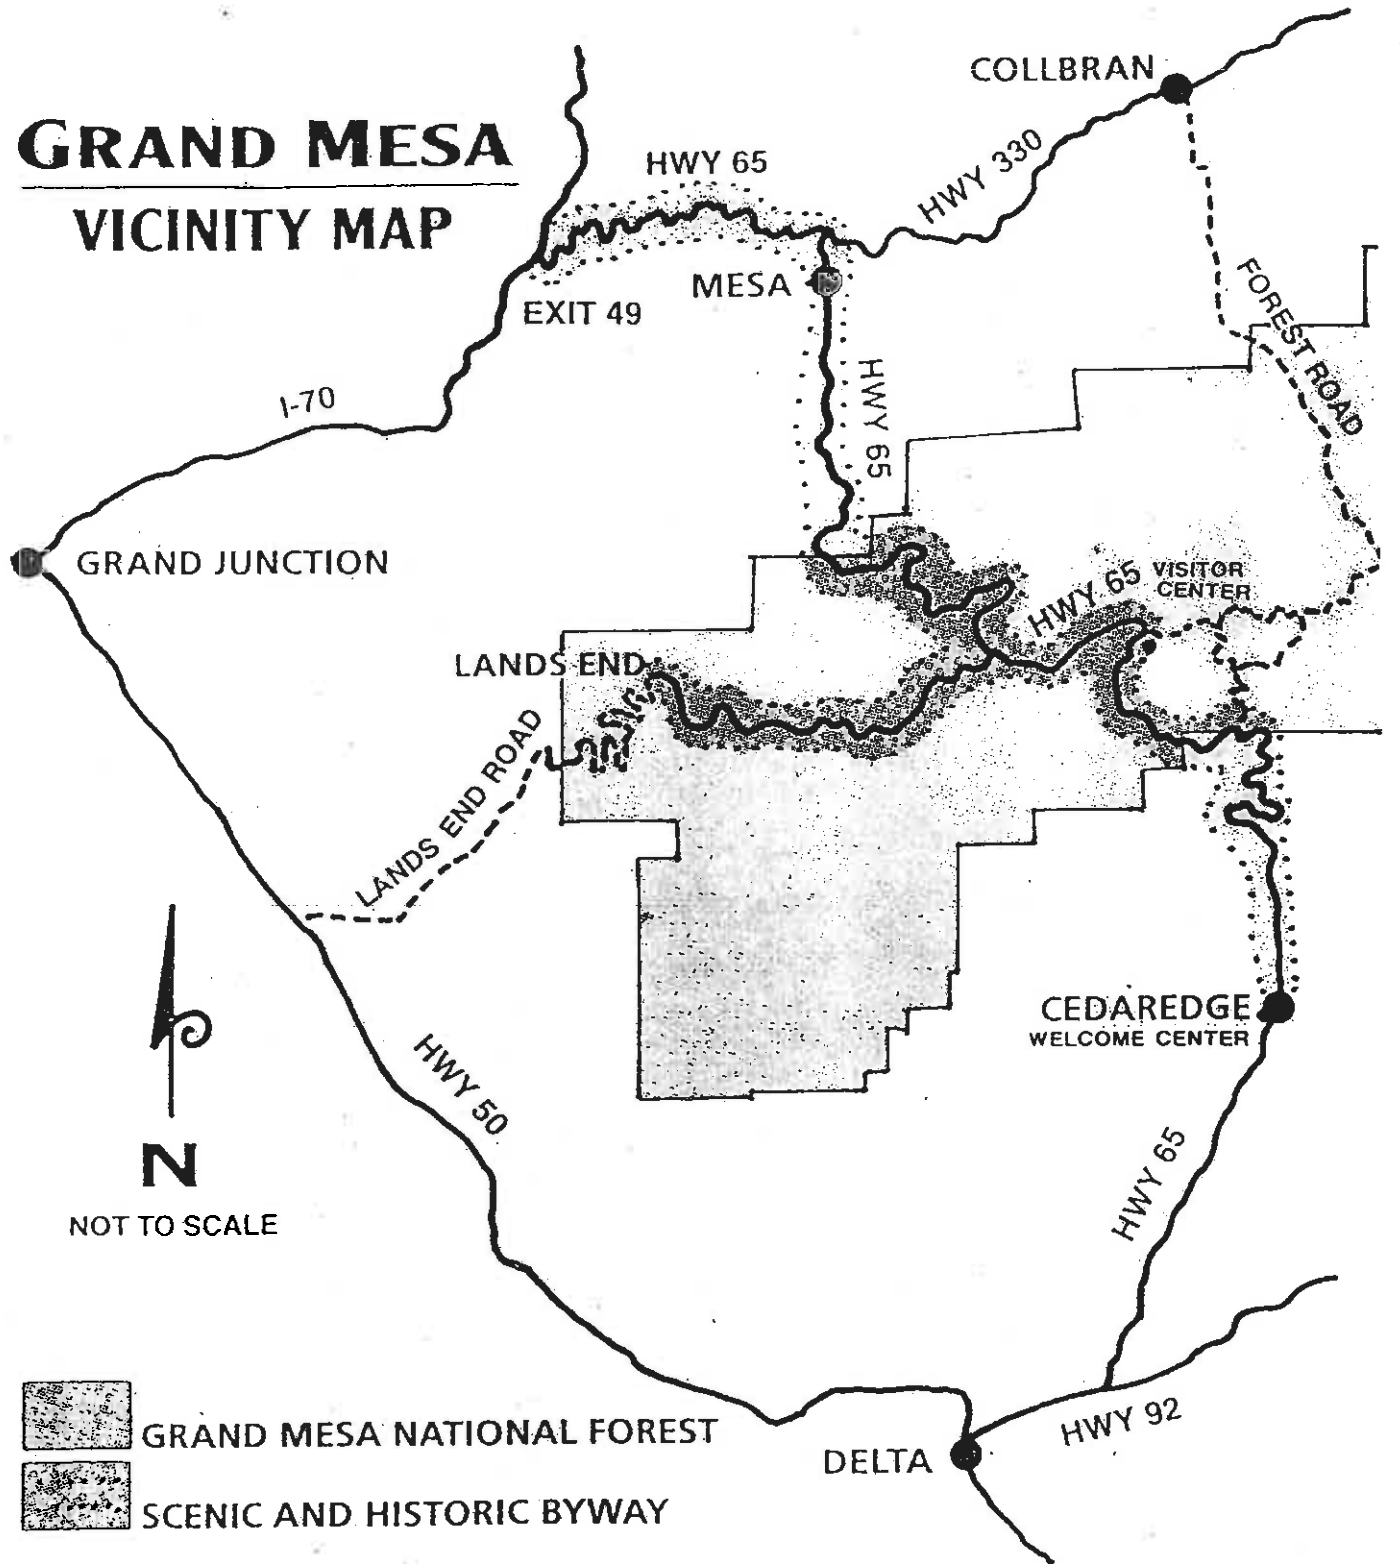 COLLBRAN
GRAND MESA
VICINITY MAP
HWY 65
HWY 330
MESA
EXIT 49
FOREST ROAD
HWY 65
I-70
GRAND JUNCTION
HWY 65
VISITOR
CENTER
LANDS END
LANDS END ROAD
CEDAREDGE
WELCOME CENTER
HWY 50
N
NOT TO SCALE
HWY 65
HWY 92
GRAND MESA NATIONAL FOREST
DELTA
SCENIC AND HISTORIC BYWAY